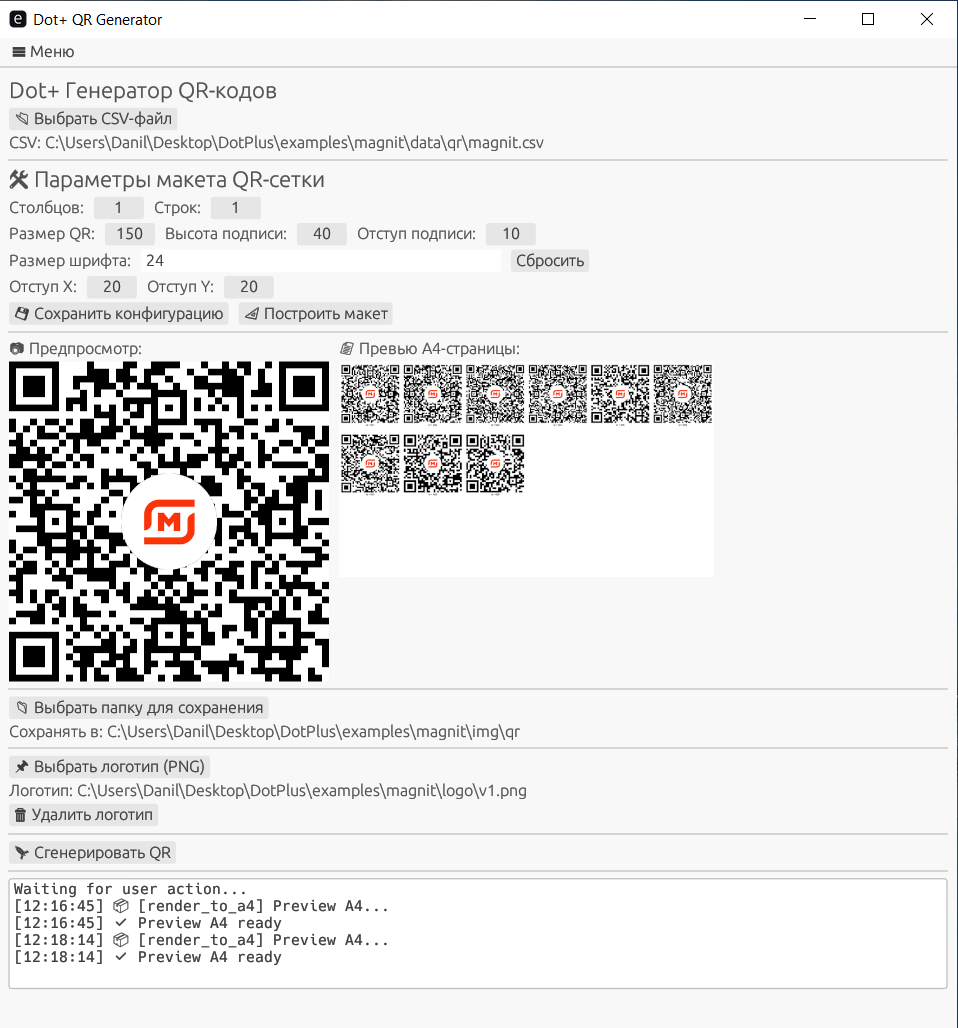 Dot+ QR Generator
Меню
Dot+ Генератор QR-кодов
Выбрать CSV-файл
CSV: C:\Users\Danil\Desktop\DotPlus\examples\magnit\data\qr\magnit.csv
Параметры макета QR-сетки
Столбцов: 1 Строк: 1
Размер QR: 150 Высота подписи: 40 Отступ подписи: 10
Размер шрифта: 24 Сбросить
Отступ X: 20 Отступ Y: 20
Сохранить конфигурацию Построить макет
Предпросмотр: Превью А4-страницы:
Выбрать папку для сохранения
Сохранять в: C:\Users\Danil\Desktop\DotPlus\examples\magnit\img\qr
Выбрать логотип (PNG)
Логотип: C:\Users\Danil\Desktop\DotPlus\examples\magnit\logo\v1.png
Удалить логотип
Сгенерировать QR
Waiting for user action...
[12:16:45] 📦 [render_to_a4] Preview A4...
[12:16:45] ✓ Preview A4 ready
[12:18:14] 📦 [render_to_a4] Preview A4...
[12:18:14] ✓ Preview A4 ready